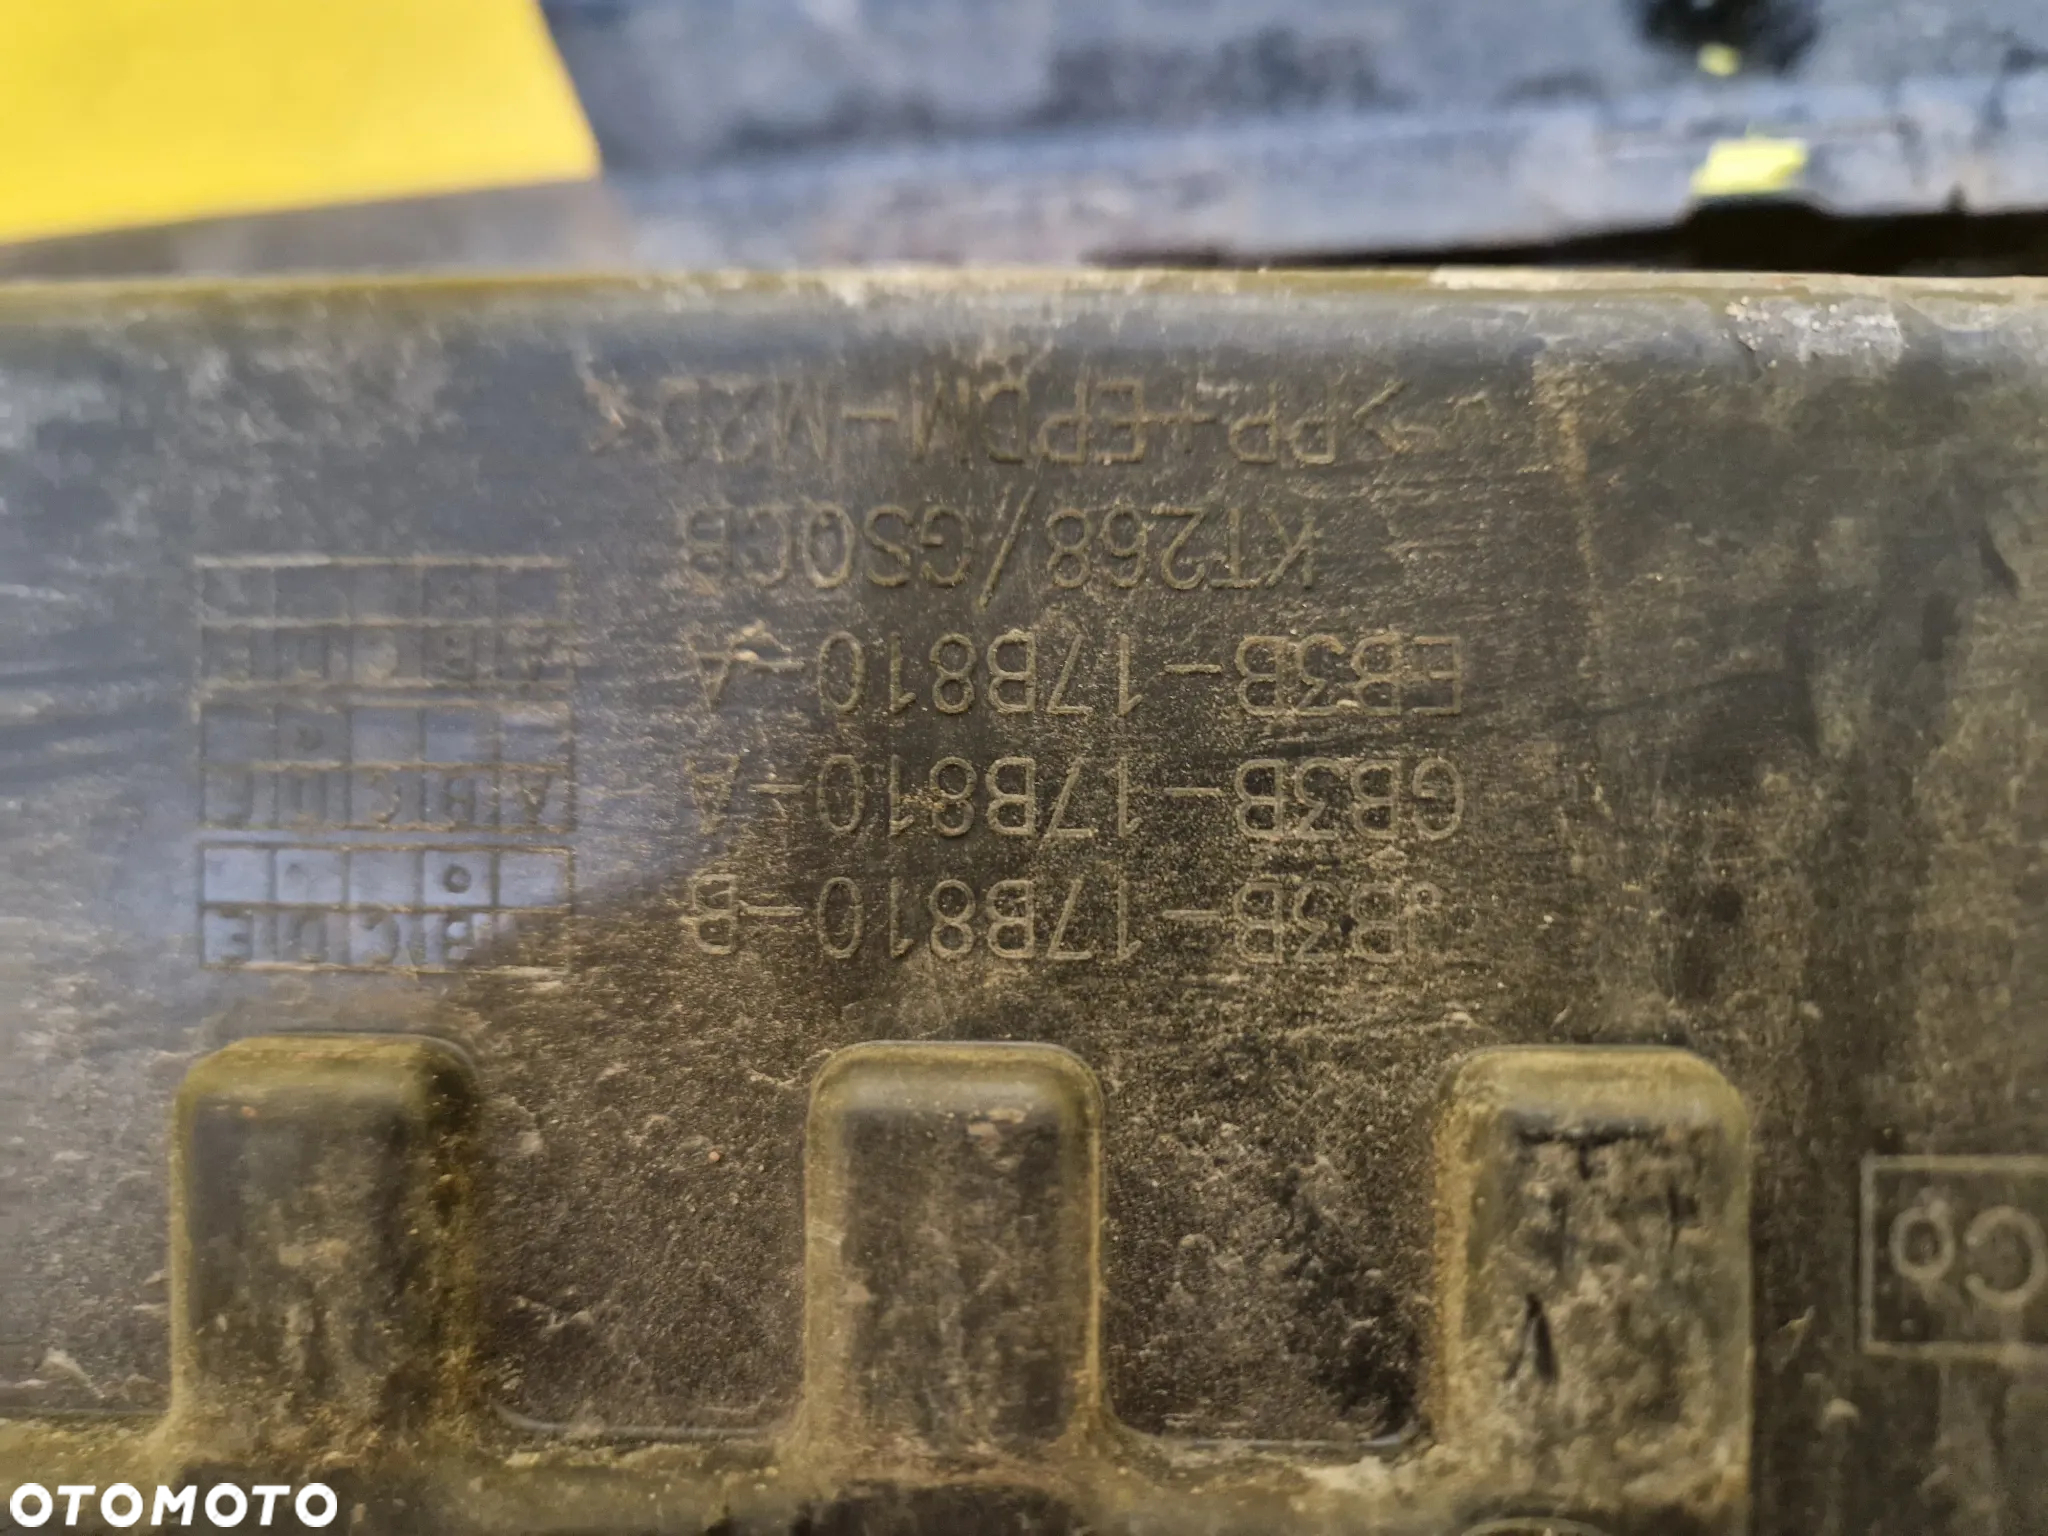 JB3B-17B810-B
GB3B-17B810-A
EB3B-17B810-A
KT268/GS0CB
>PP+EPDM-M20<
B C D E
A B C D E
A B C D E
OTOMOTO